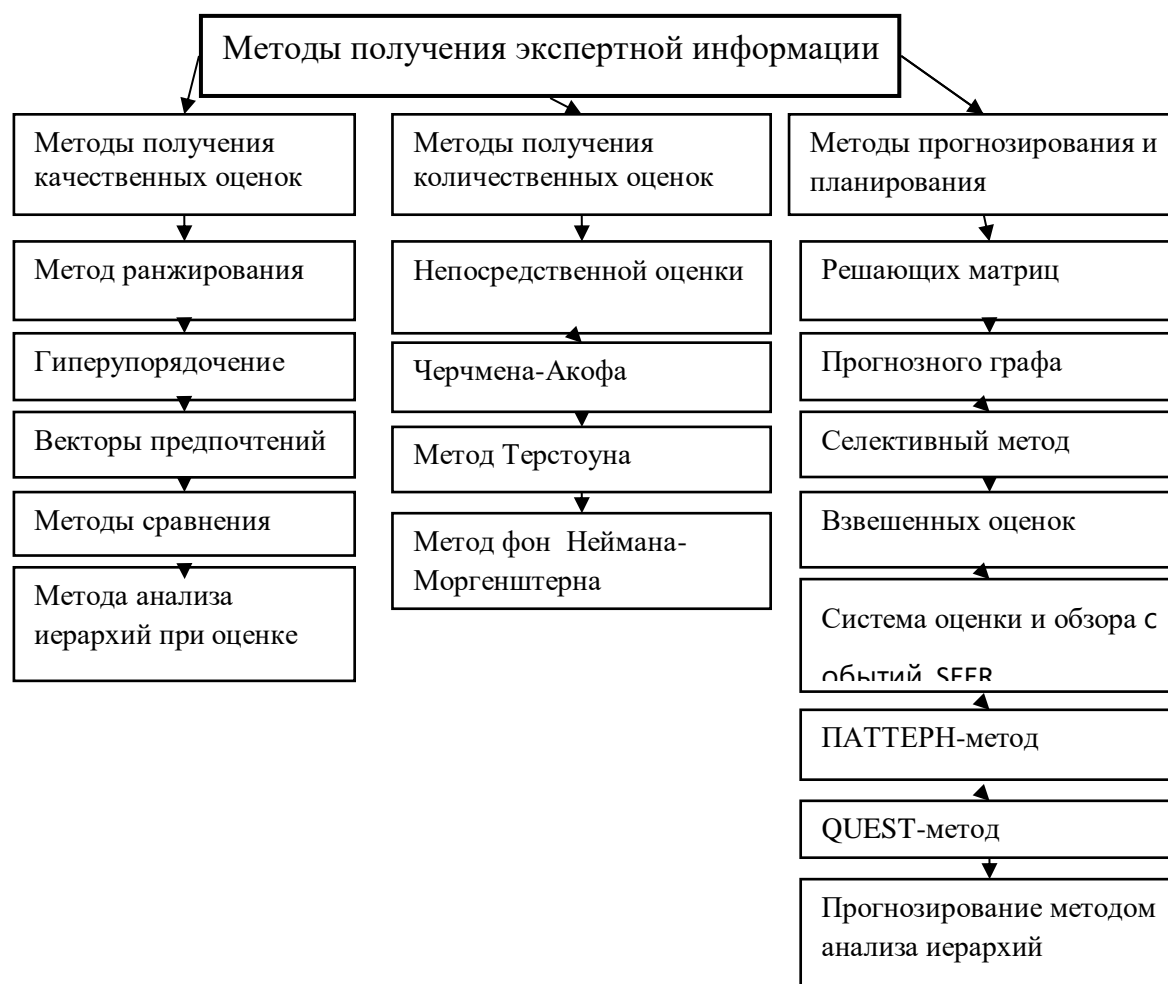 Методы получения экспертной информации
Методы получения
качественных оценок
Метод ранжирования
Гиперупорядочение
Векторы предпочтений
Методы сравнения
Метода анализа
иерархий при оценке
Методы получения
количественных оценок
Непосредственной оценки
Черчмена-Акофа
Метод Терстоуна
Метод фон Неймана-
Моргенштерна
Методы прогнозирования и
планирования
Решающих матриц
Прогнозного графа
Селективный метод
Взвешенных оценок
Система оценки и обзора с
обытий SEER
ПАТТЕРН-метод
QUEST-метод
Прогнозирование методом
анализа иерархий